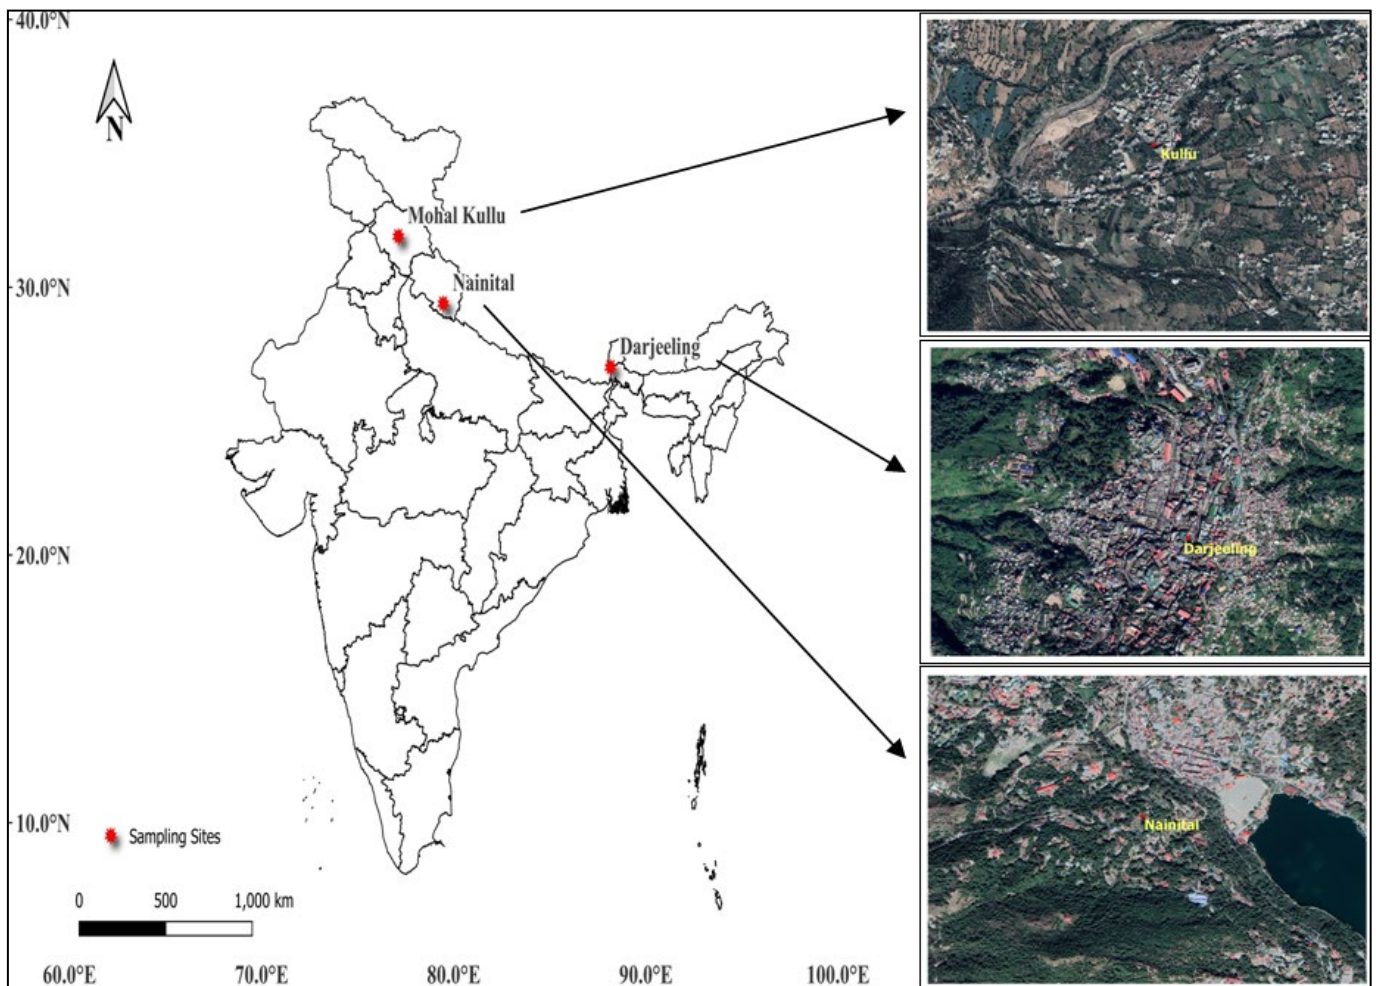 40.0°N
N
Mohal Kullu
Kullu
30.0°N
Nainital
Darjeeling
Darjeeling
20.0°N
Nainital
10.0°N
Sampling Sites
0 500 1,000 km
60.0°E 70.0°E 80.0°E 90.0°E 100.0°E